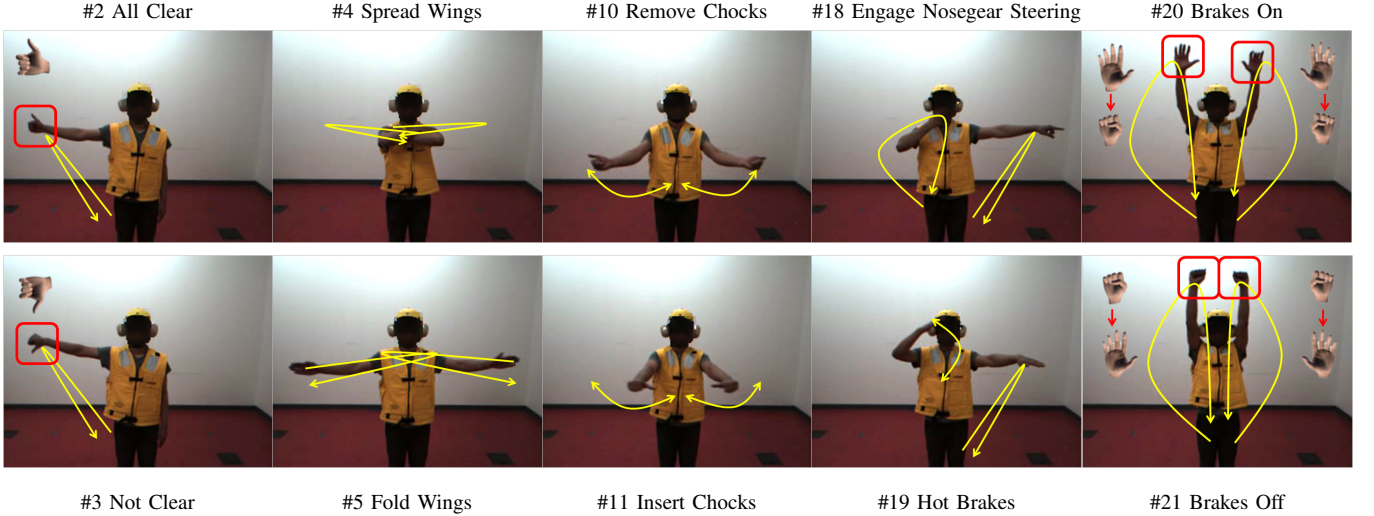 #2 All Clear
#4 Spread Wings
#10 Remove Chocks
#18 Engage Nosegear Steering
#20 Brakes On
#3 Not Clear
#5 Fold Wings
#11 Insert Chocks
#19 Hot Brakes
#21 Brakes Off